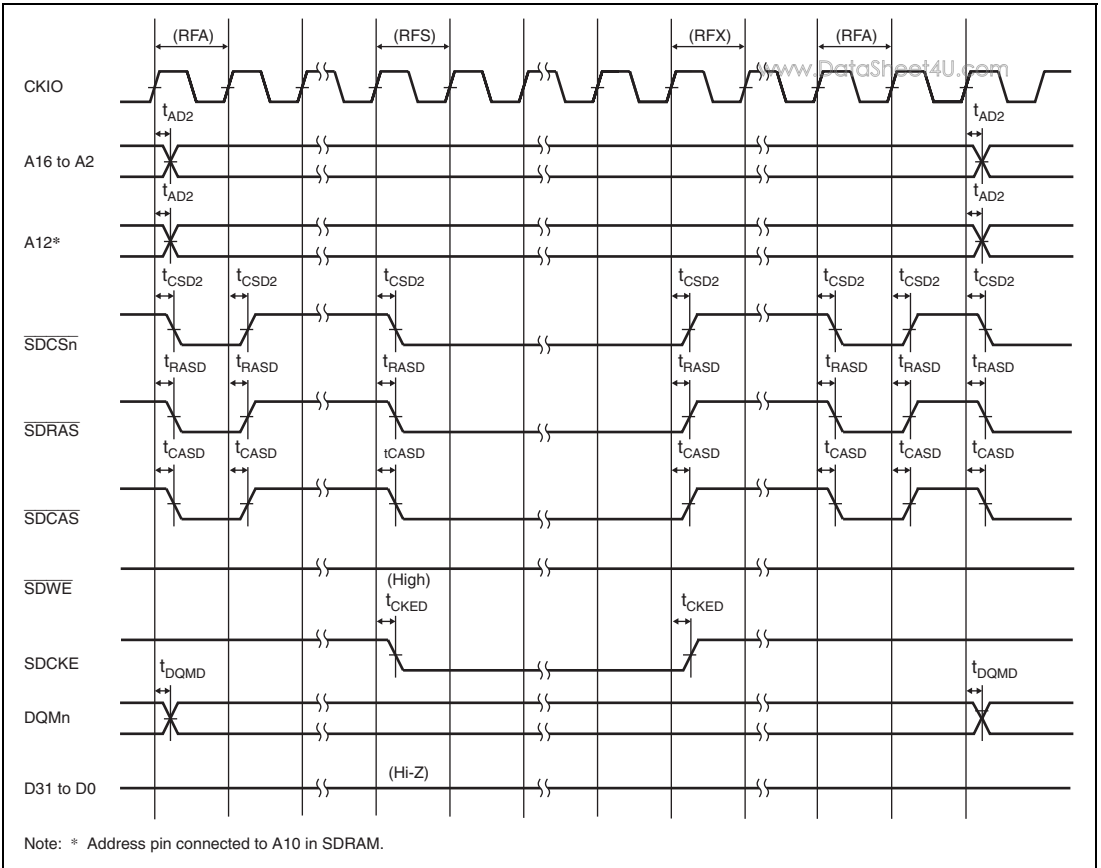 (RFA) (RFS) (RFX) (RFA)
www.DataSheet4U.com
CKIO
tAD2 tAD2
A16 to A2
tAD2 tAD2
A12*
tCSD2 tCSD2 tCSD2 tCSD2 tCSD2 tCSD2 tCSD2
SDCSn
tRASD tRASD tRASD tRASD tRASD tRASD tRASD
SDRAS
tCASD tCASD tCASD tCASD tCASD tCASD tCASD
SDCAS
(High)
SDWE
tCKED tCKED
SDCKE
tDQMD tDQMD
DQMn
(Hi-Z)
D31 to D0
Note: * Address pin connected to A10 in SDRAM.